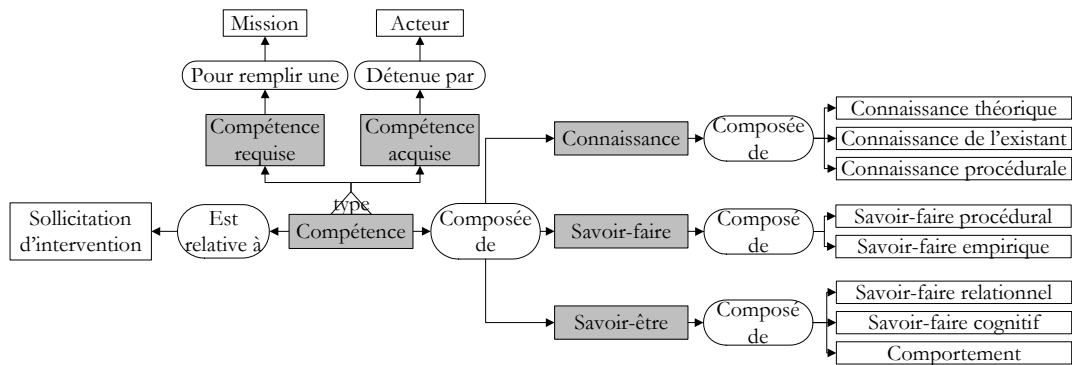 Mission
Acteur
Pour remplir une
Détenue par
Compétence
requise
Compétence
acquise
type
Sollicitation
d'intervention
Est
relative à
Compétence
Composée
de
Connaissance
Composée
de
Connaissance théorique
Connaissance de l'existant
Connaissance procédurale
Savoir-faire
Composé
de
Savoir-faire procédural
Savoir-faire empirique
Savoir-être
Composé
de
Savoir-faire relationnel
Savoir-faire cognitif
Comportement